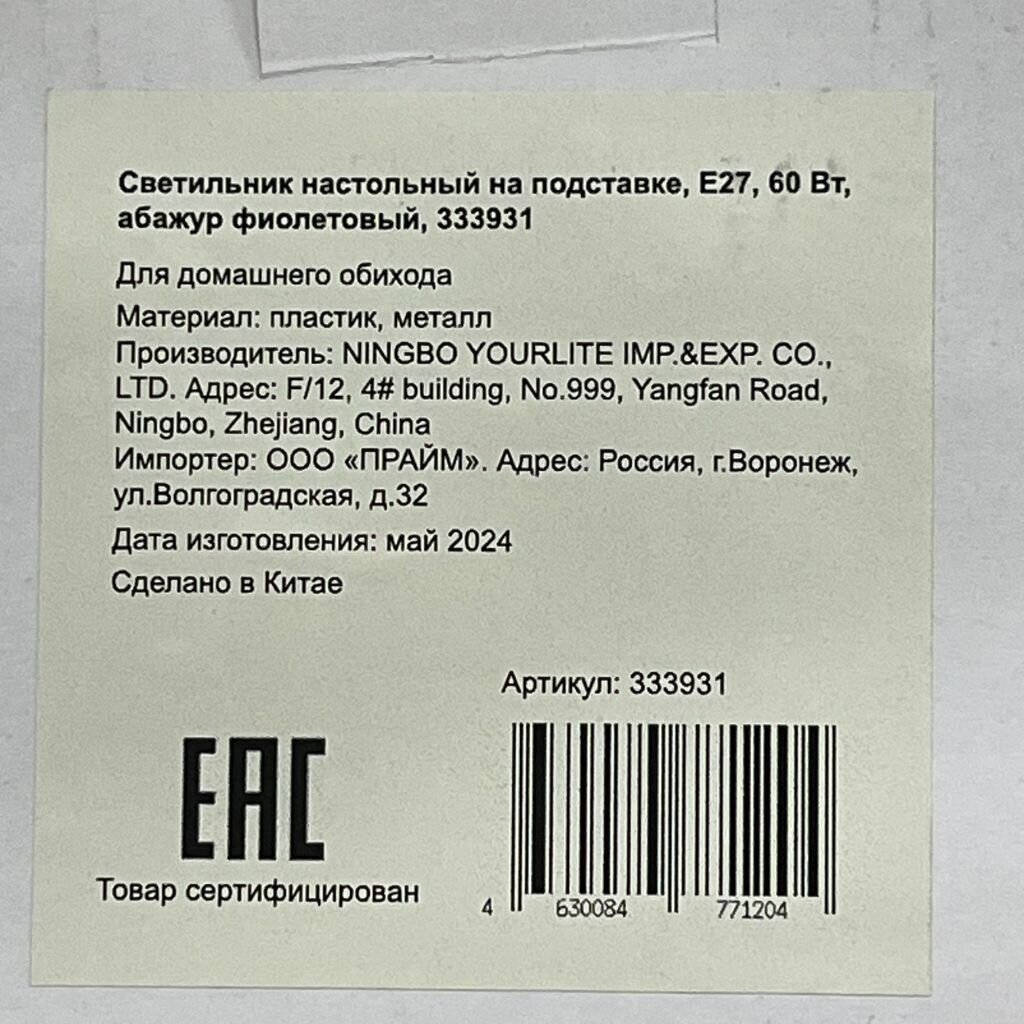 Светильник настольный на подставке, E27, 60 Вт,
абажур фиолетовый, 333931
Для домашнего обихода
Материал: пластик, металл
Производитель: NINGBO YOURLITE IMP.&EXP. CO.,
LTD. Адрес: F/12, 4# building, No.999, Yangfan Road,
Ningbo, Zhejiang, China
Импортер: ООО «ПРАЙМ». Адрес: Россия, г.Воронеж,
ул.Волгоградская, д.32
Дата изготовления: май 2024
Сделано в Китае
Артикул: 333931
EAC
Товар сертифицирован
4 630084 771204